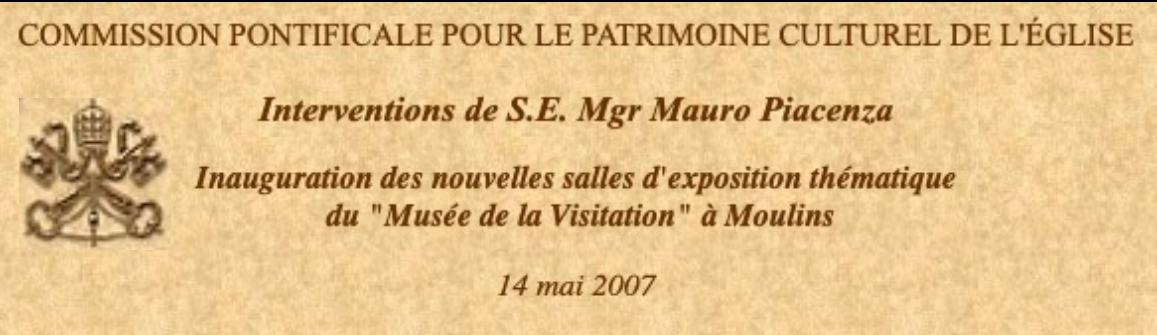 COMMISSION PONTIFICALE POUR LE PATRIMOINE CULTUREL DE L'ÉGLISE
Interventions de S.E. Mgr Mauro Piacenza
Inauguration des nouvelles salles d'exposition thématique
du "Musée de la Visitation" à Moulins
14 mai 2007